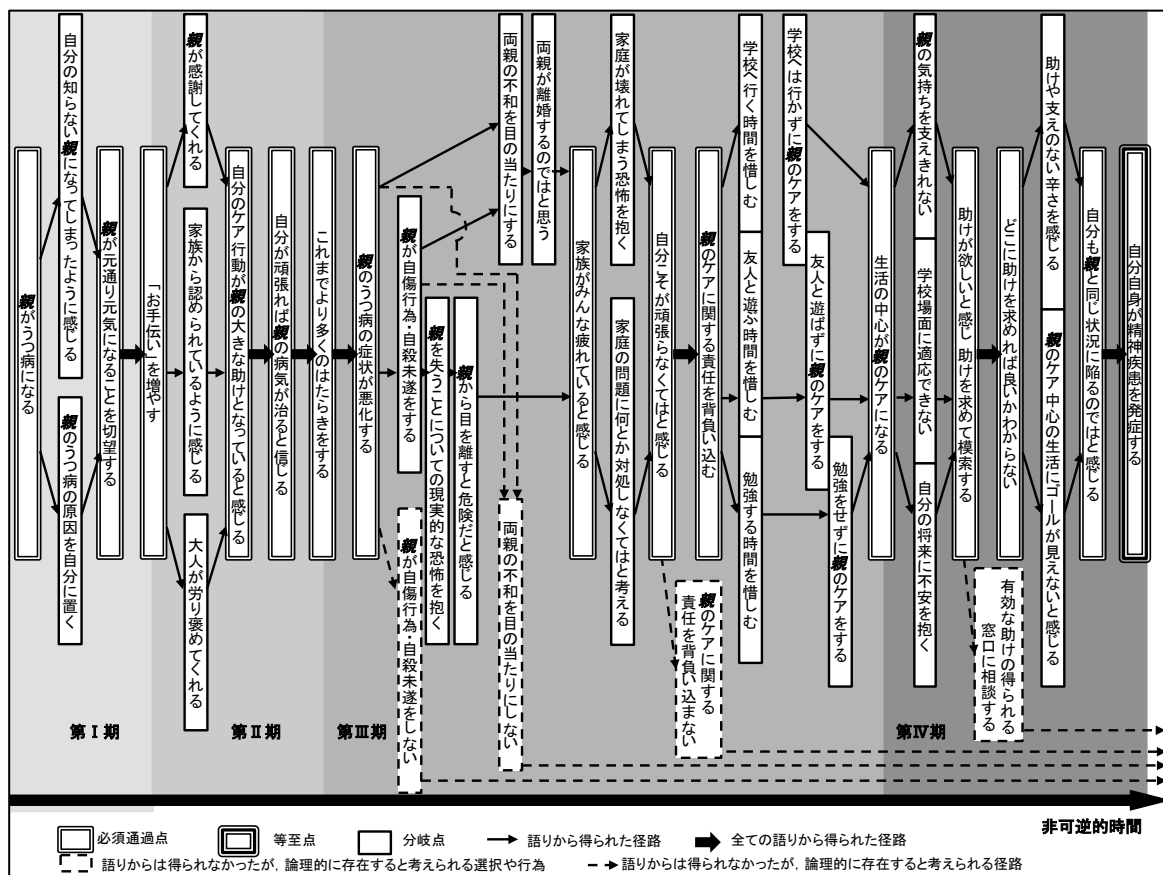 親がうつ病になる
自分の知らない親になってしまったように感じる
親のうつ病の原因を自分に置く
親が元通り元気になることを切望する
「お手伝い」を増やす
親が感謝してくれる
家族から認められているように感じる
大人が労り褒めてくれる
自分のケア行動が親の大きな助けとなっていると感じる
自分が頑張れば親の病気が治ると信じる
これまでより多くのはたらきをする
親のうつ病の症状が悪化する
親が自傷行為・自殺未遂をする
親が自傷行為・自殺未遂をしない
親を失うことについての現実的な恐怖を抱く
親から目を離すと危険だと感じる
両親の不和を目の当たりにする
両親の不和を目の当たりにしない
両親が離婚するのではと思う
家族がみんな疲れていると感じる
家庭が壊れてしまう恐怖を抱く
家庭の問題に何とか対処しなくてはと考える
自分こそが頑張らなくてはと感じる
親のケアに関する責任を背負い込む
親のケアに関する
責任を背負い込まない
学校へ行く時間を惜しむ
友人と遊ぶ時間を惜しむ
勉強する時間を惜しむ
学校へは行かずに親のケアをする
友人と遊ばずに親のケアをする
勉強をせずに親のケアをする
生活の中心が親のケアになる
親の気持ちを支えきれない
学校場面に適応できない
自分の将来に不安を抱く
助けが欲しいと感じ 助けを求めて模索する
どこに助けを求めれば良いかわからない
有効な助けの得られる
窓口に相談する
助けや支えのない辛さを感じる
親のケア中心の生活にゴールが見えないと感じる
自分も親と同じ状況に陥るのではと感じる
自分自身が精神疾患を発症する
第Ⅰ期
第Ⅱ期
第Ⅲ期
第Ⅳ期
非可逆的時間
必須通過点
等至点
分岐点
語りから得られた径路
全ての語りから得られた径路
語りからは得られなかったが, 論理的に存在すると考えられる選択や行為
語りからは得られなかったが, 論理的に存在すると考えられる径路